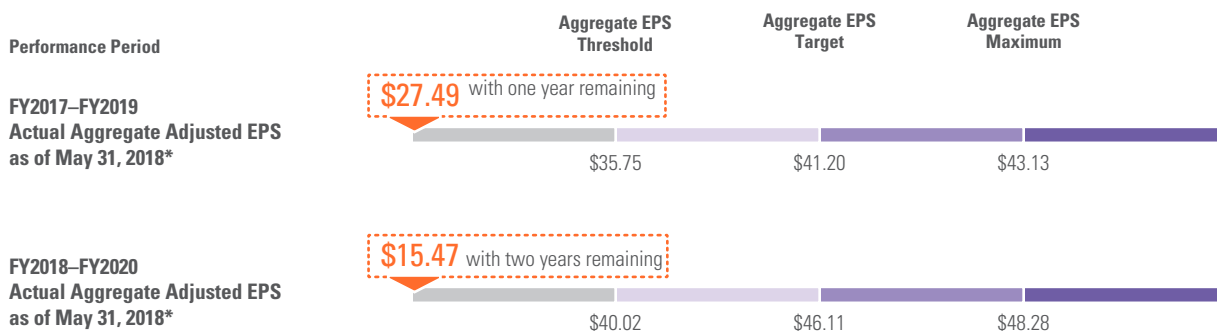 Performance Period
Aggregate EPS
Threshold
Aggregate EPS
Target
Aggregate EPS
Maximum
FY2017–FY2019
Actual Aggregate Adjusted EPS
as of May 31, 2018*
$27.49 with one year remaining
$35.75
$41.20
$43.13
FY2018–FY2020
Actual Aggregate Adjusted EPS
as of May 31, 2018*
$15.47 with two years remaining
$40.02
$46.11
$48.28